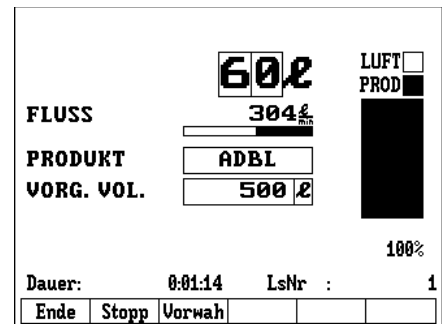 60ℓ
LUFT
PROD
FLUSS 304 ℓ/min
PRODUKT ADBL
VORG. VOL. 500 ℓ
100%
Dauer: 0:01:14 LsNr : 1
Ende Stopp Vorwah